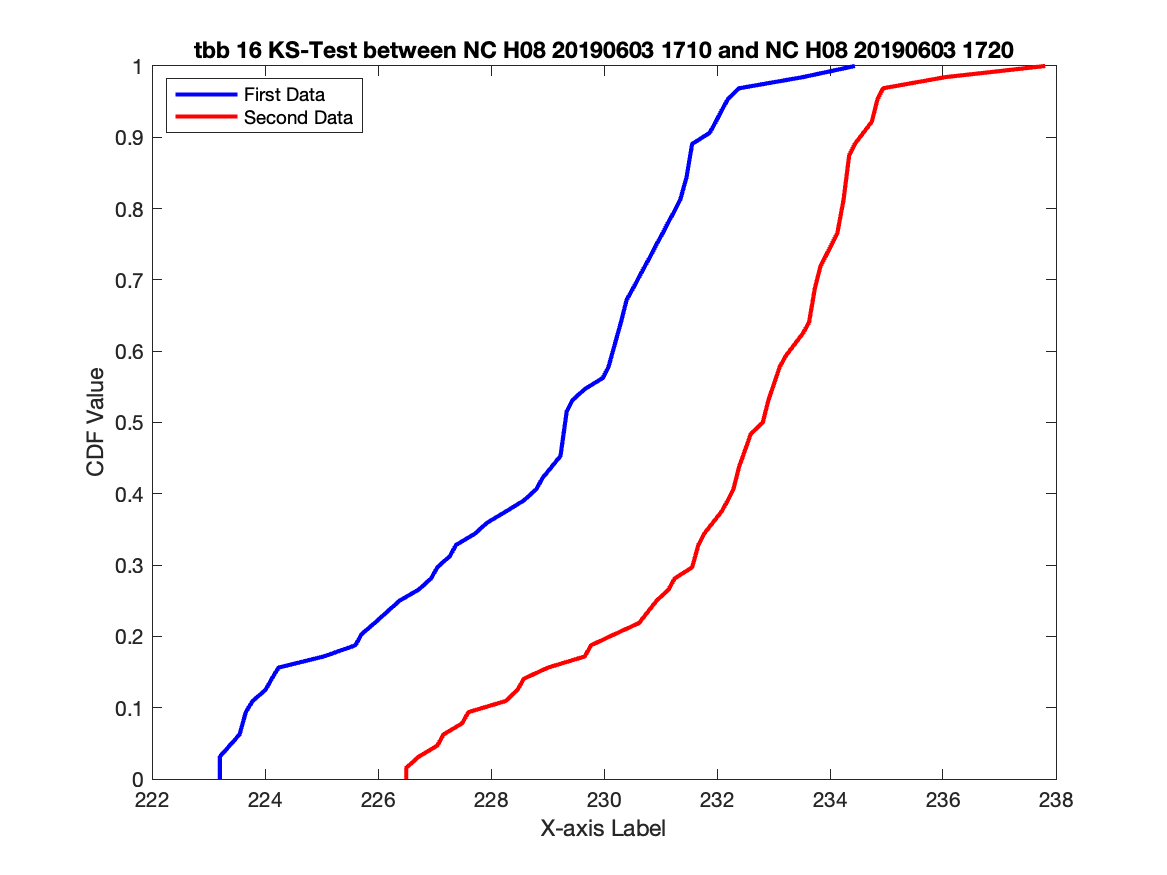 tbb 16 KS-Test between NC H08 20190603 1710 and NC H08 20190603 1720
First Data
Second Data
CDF Value
1
0.9
0.8
0.7
0.6
0.5
0.4
0.3
0.2
0.1
0
222 224 226 228 230 232 234 236 238
X-axis Label